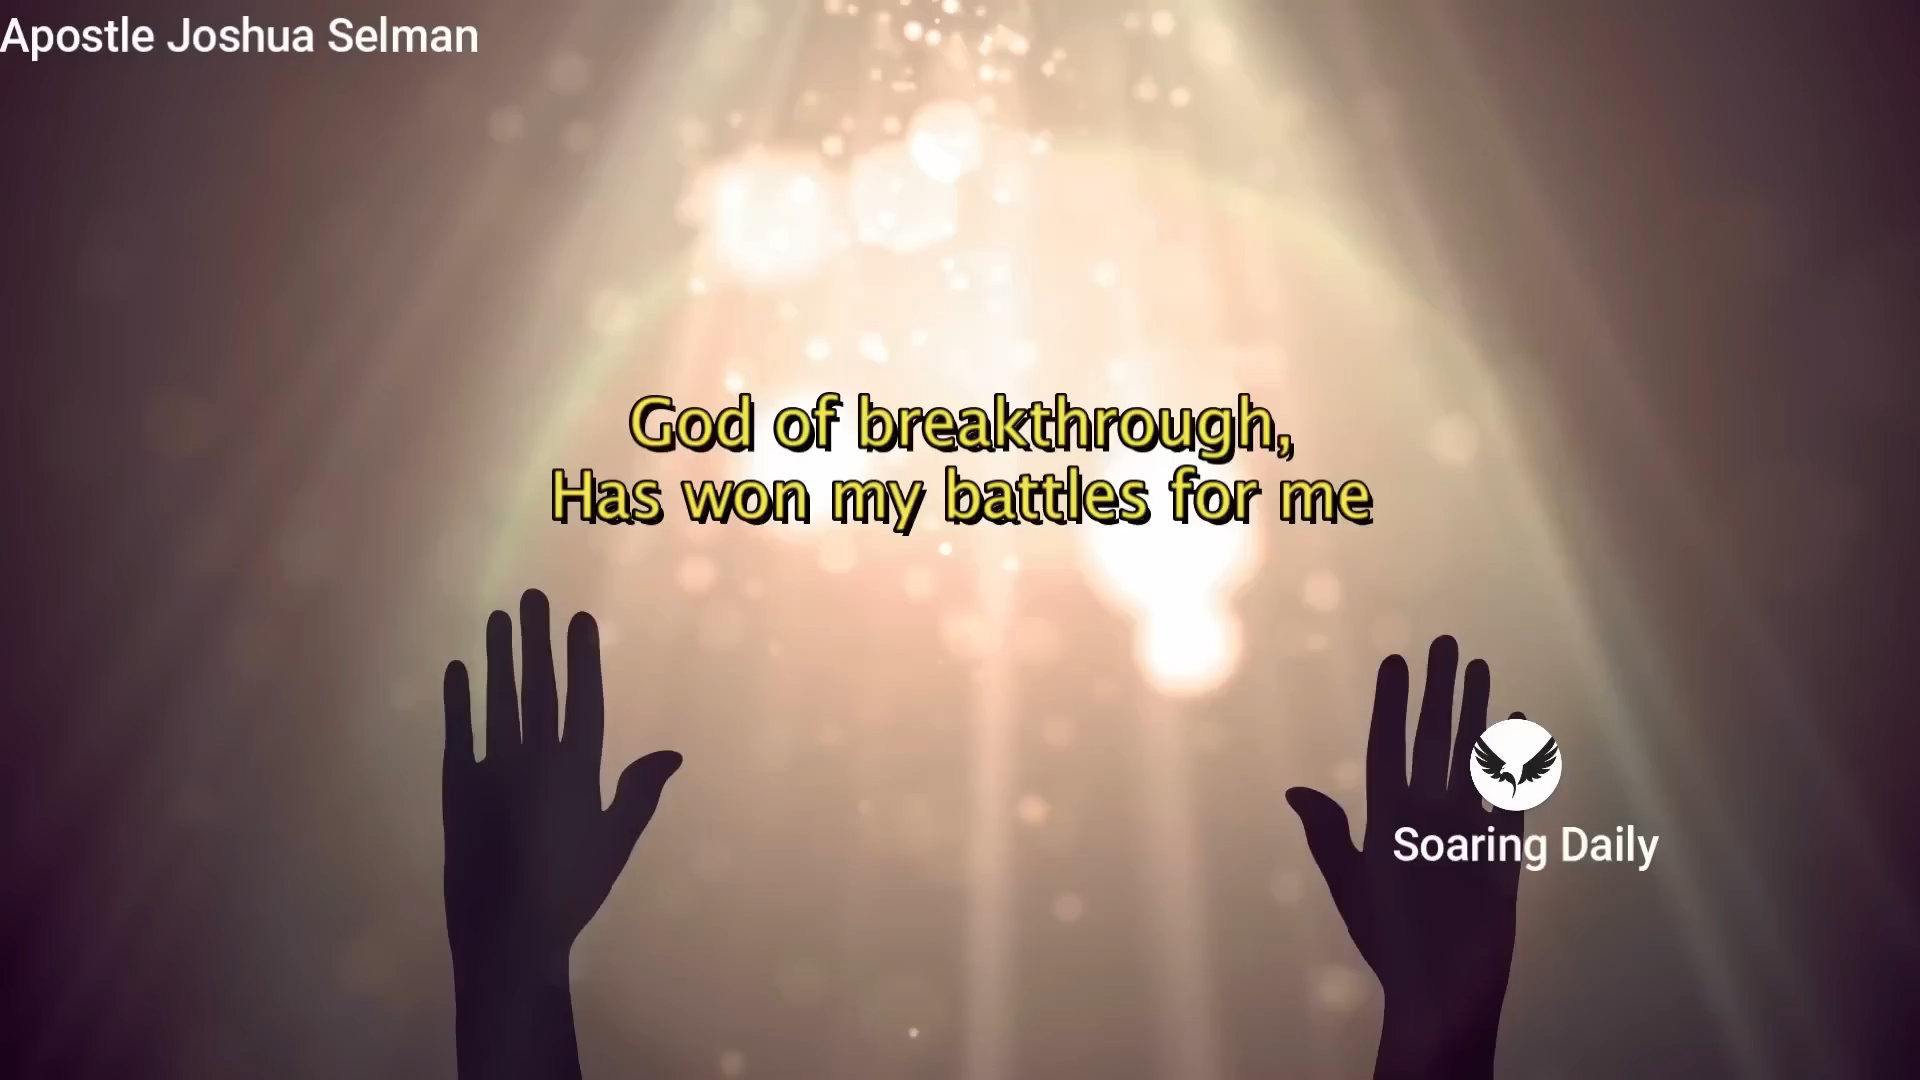 Apostle Joshua Selman
God of breakthrough,
Has won my battles for me
Soaring Daily